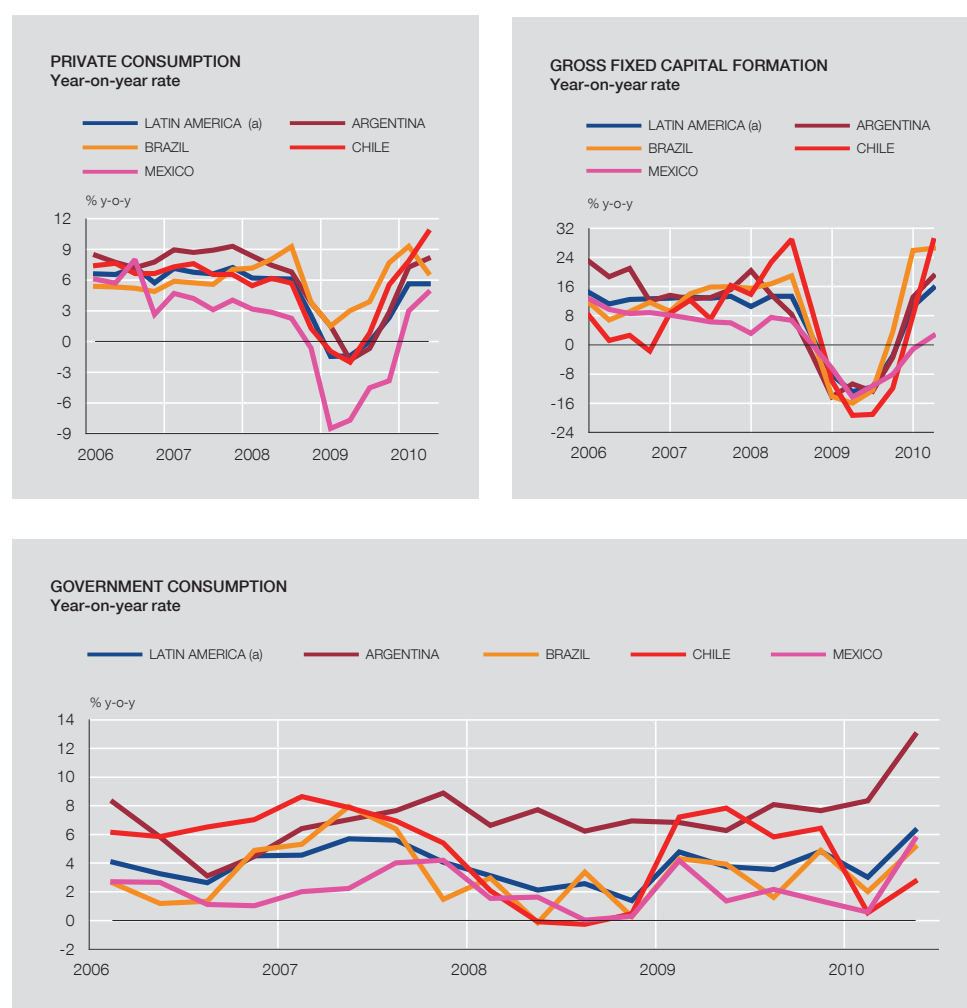 PRIVATE CONSUMPTION
Year-on-year rate
LATIN AMERICA (a)
ARGENTINA
BRAZIL
CHILE
MEXICO
% y-o-y
12
9
6
3
0
-3
-6
-9
2006 2007 2008 2009 2010
GROSS FIXED CAPITAL FORMATION
Year-on-year rate
LATIN AMERICA (a)
ARGENTINA
BRAZIL
CHILE
MEXICO
% y-o-y
32
24
16
8
0
-8
-16
-24
2006 2007 2008 2009 2010
GOVERNMENT CONSUMPTION
Year-on-year rate
LATIN AMERICA (a) ARGENTINA BRAZIL CHILE MEXICO
% y-o-y
14
12
10
8
6
4
2
0
-2
2006 2007 2008 2009 2010